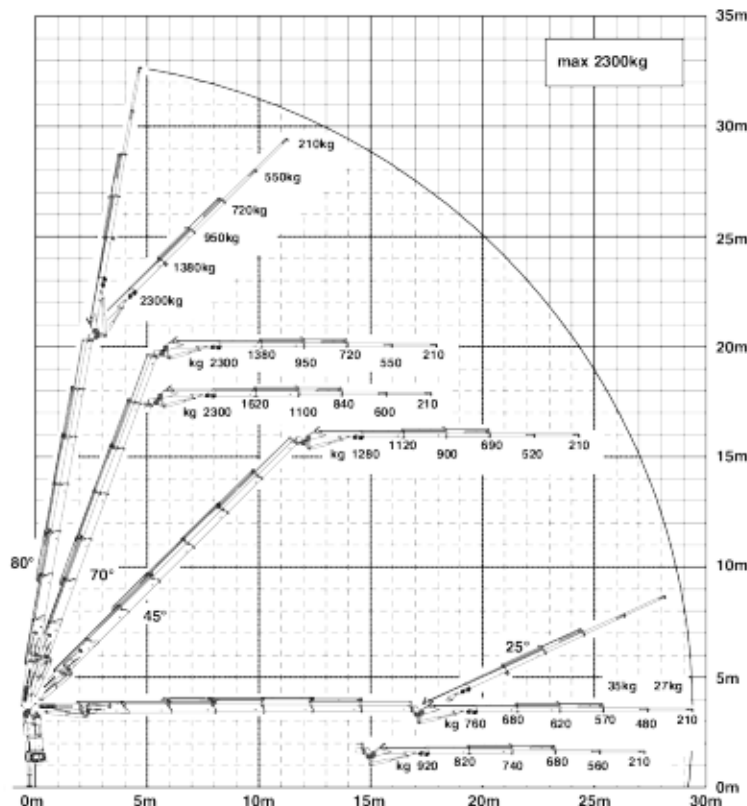 35m
max 2300kg
30m
210kg
550kg
720kg
950kg
25m
1380kg
2300kg
20m
kg 2300 1380 950 720 550 210
kg 2300 1620 1100 840 600 210
15m
kg 1280 1120 900 690 520 210
10m
80°
70°
45°
25°
5m
35kg 27kg
kg 760 680 620 570 480 210
kg 920 820 740 680 560 210
0m
0m 5m 10m 15m 20m 25m 30m